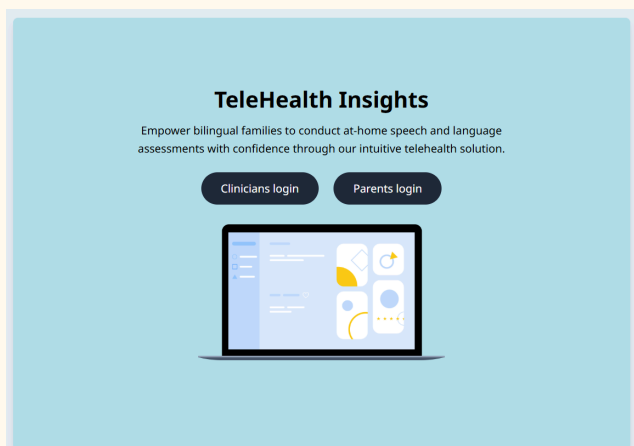 TeleHealth Insights
Empower bilingual families to conduct at-home speech and language
assessments with confidence through our intuitive telehealth solution.
Clinicians login
Parents login